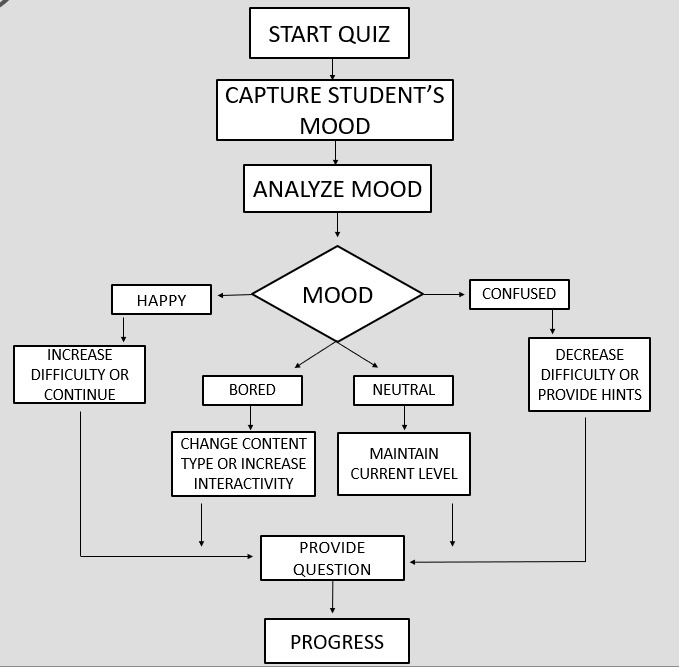 START QUIZ
CAPTURE STUDENT’S
MOOD
ANALYZE MOOD
MOOD
HAPPY
CONFUSED
INCREASE
DIFFICULTY OR
CONTINUE
DECREASE
DIFFICULTY OR
PROVIDE HINTS
BORED
NEUTRAL
CHANGE CONTENT
TYPE OR INCREASE
INTERACTIVITY
MAINTAIN
CURRENT LEVEL
PROVIDE
QUESTION
PROGRESS